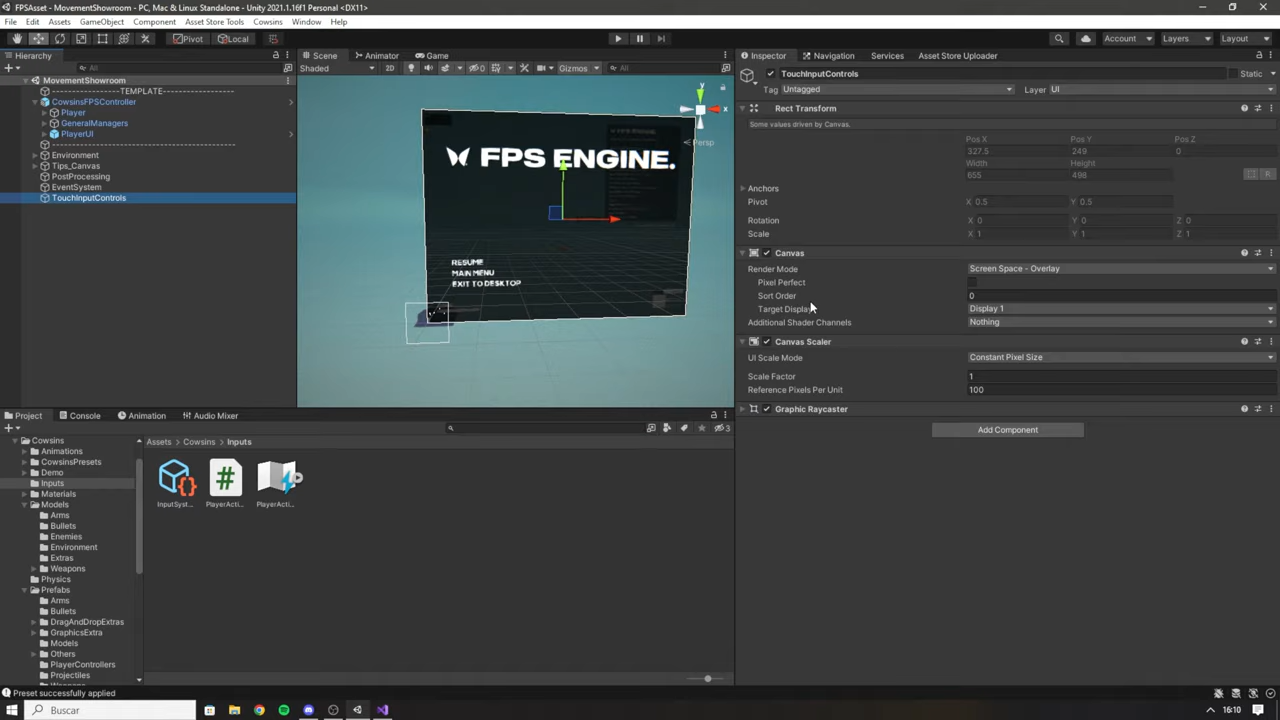 FPSAsset - MovementShowroom - PC, Mac & Linux Standalone - Unity 2021.1.16f1 Personal <DX11>
File Edit Assets GameObject Component Asset Store Tools Cowsins Window Help
Pivot Local
Account Layers Layout
Hierarchy
All
MovementShowroom
-----------------TEMPLATE-----------------
CowsinsFPSController
Player
GeneralManagers
PlayerUI
Environment
Tips_Canvas
PostProcessing
EventSystem
TouchInputControls
Scene Animator Game
Shaded 2D 0 Gizmos All
y
x
Persp
FPS ENGINE.
RESUME
MAIN MENU
EXIT TO DESKTOP
Inspector Navigation Services Asset Store Uploader
TouchInputControls Static
Tag Untagged Layer UI
Rect Transform
Some values driven by Canvas.
Pos X Pos Y Pos Z
327.5 249 0
Width Height
655 498
R
Anchors
Pivot X 0.5 Y 0.5
Rotation X 0 Y 0 Z 0
Scale X 1 Y 1 Z 1
Canvas
Render Mode Screen Space - Overlay
Pixel Perfect
Sort Order 0
Target Display Display 1
Additional Shader Channels Nothing
Canvas Scaler
UI Scale Mode Constant Pixel Size
Scale Factor 1
Reference Pixels Per Unit 100
Graphic Raycaster
Add Component
Project Console Animation Audio Mixer
3
Cowsins
Animations
CowsinsPresets
Demo
Inputs
Materials
Models
Arms
Bullets
Enemies
Environment
Extras
Weapons
Physics
Prefabs
Arms
Bullets
DragAndDropExtras
GraphicsExtra
Models
Others
PlayerControllers
Projectiles
Assets > Cowsins > Inputs
InputSyst... PlayerActi... PlayerActi...
Preset successfully applied
Buscar
16:10